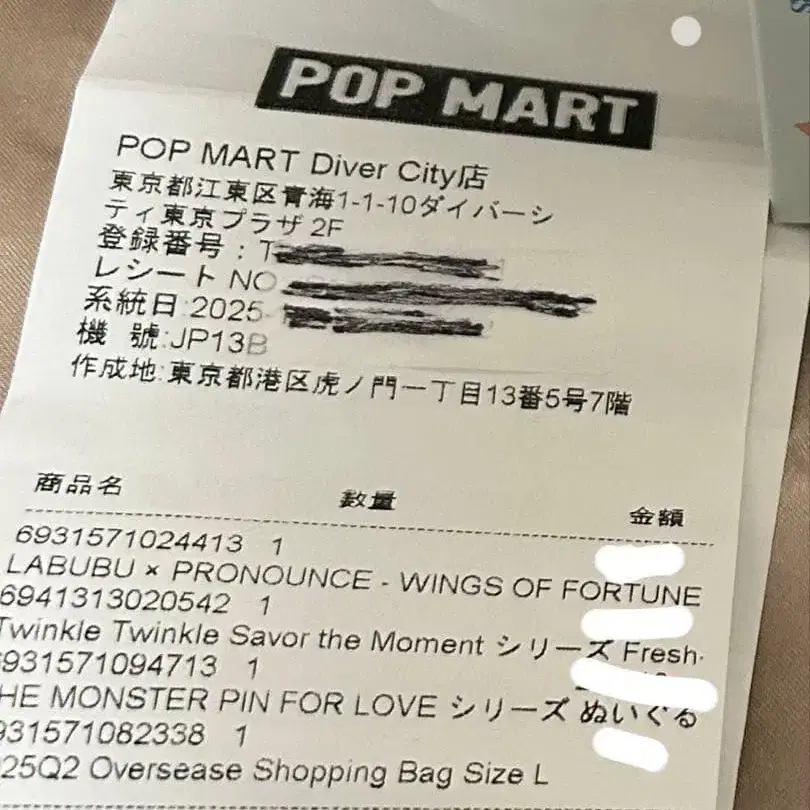 POP MART
POP MART Diver City店
東京都江東区青海1-1-10ダイバーシ
ティ東京プラザ 2F
登録番号 : T
レシート NO
系統日:2025-
機 號:JP13B
作成地:東京都港区虎ノ門一丁目13番5号7階
商品名 数量 金額
6931571024413 1
LABUBU × PRONOUNCE - WINGS OF FORTUNE
6941313020542 1
Twinkle Twinkle Savor the Moment シリーズ Fresh-
931571094713 1
HE MONSTER PIN FOR LOVE シリーズ ぬいぐる
931571082338 1
25Q2 Oversease Shopping Bag Size L